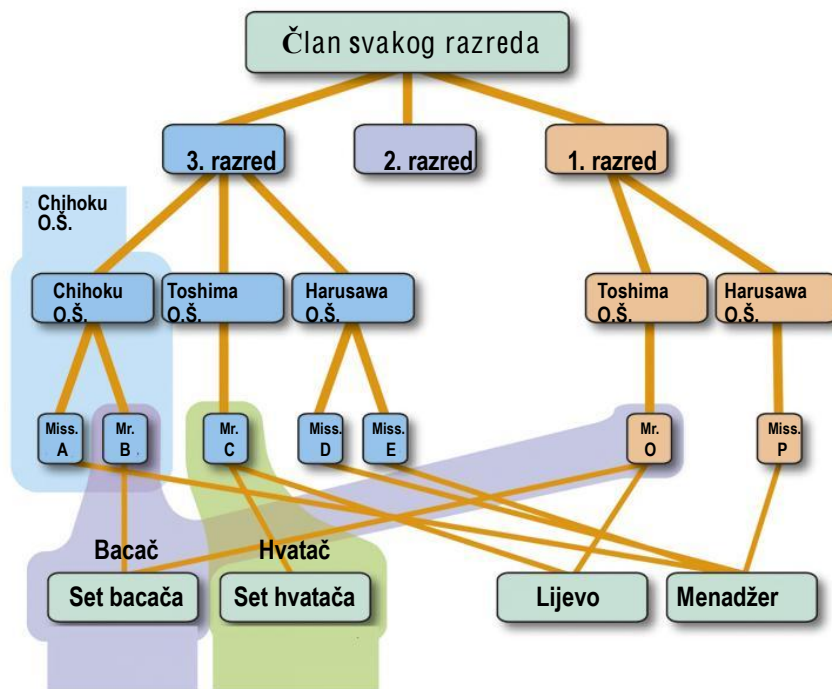 Član svakog razreda
3. razred
2. razred
1. razred
Chihoku
O.Š.
Chihoku
O.Š.
Toshima
O.Š.
Harusawa
O.Š.
Toshima
O.Š.
Harusawa
O.Š.
Miss.
A
Mr.
B
Mr.
C
Miss.
D
Miss.
E
Mr.
O
Miss.
P
Bacač
Hvatač
Set bacača
Set hvatača
Lijevo
Menadžer